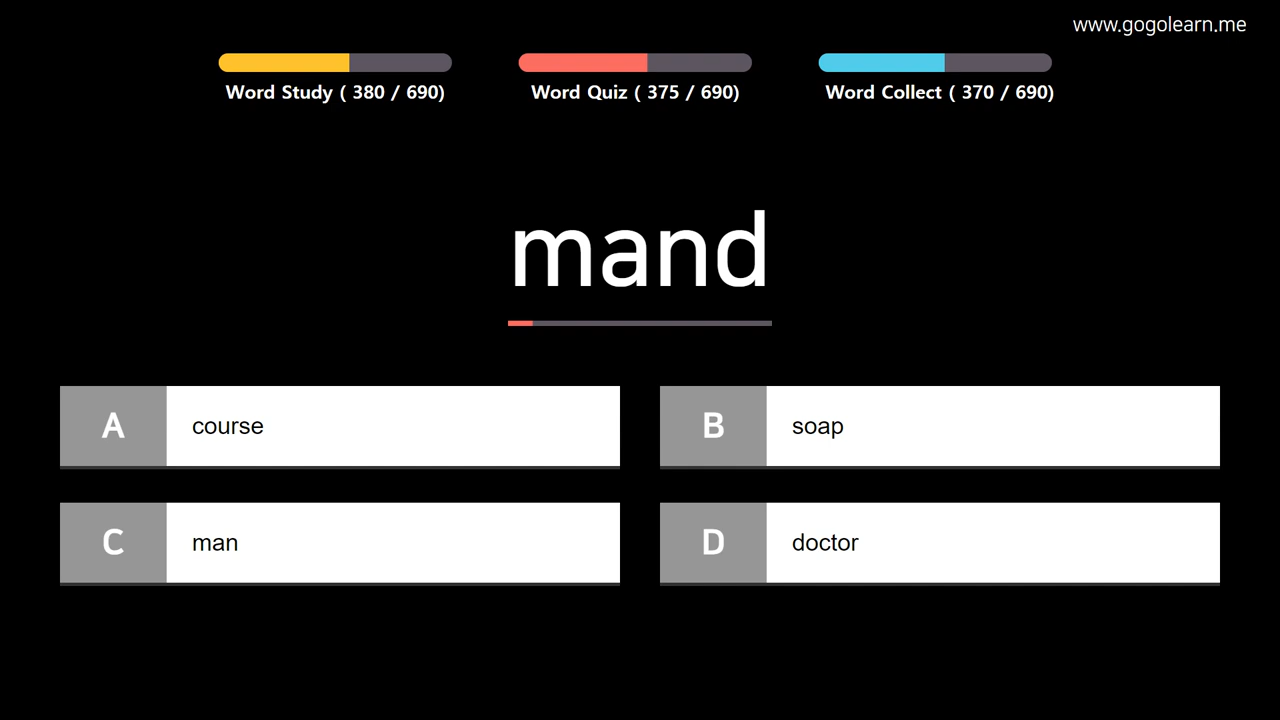 www.gogolearn.me
Word Study ( 380 / 690)
Word Quiz ( 375 / 690)
Word Collect ( 370 / 690)
mand
A course
B soap
C man
D doctor